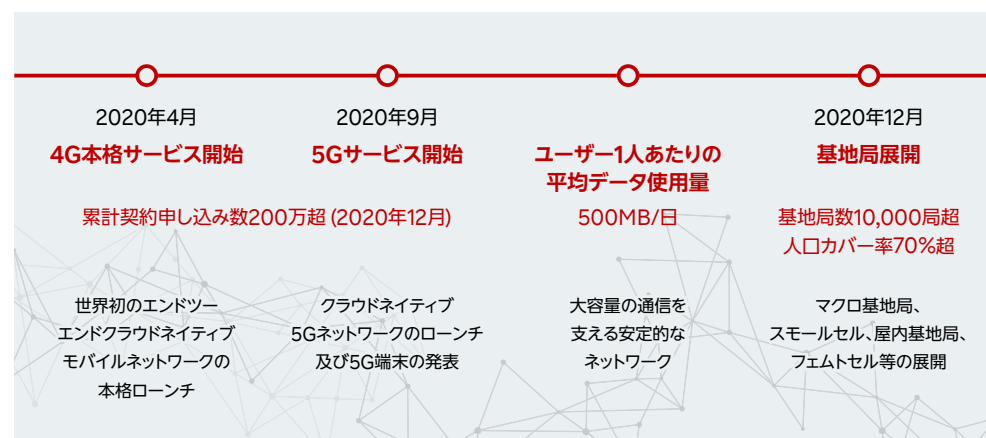 2020年4月
4G本格サービス開始
2020年9月
5Gサービス開始
累計契約申し込み数200万超 (2020年12月)
世界初のエンドツー
エンドクラウドネイティブ
モバイルネットワークの
本格ローンチ
クラウドネイティブ
5Gネットワークのローンチ
及び5G端末の発表
ユーザー1人あたりの
平均データ使用量
500MB/日
大容量の通信を
支える安定的な
ネットワーク
2020年12月
基地局展開
基地局数10,000局超
人口カバー率70%超
マクロ基地局、
スモールセル、屋内基地局、
フェムトセル等の展開